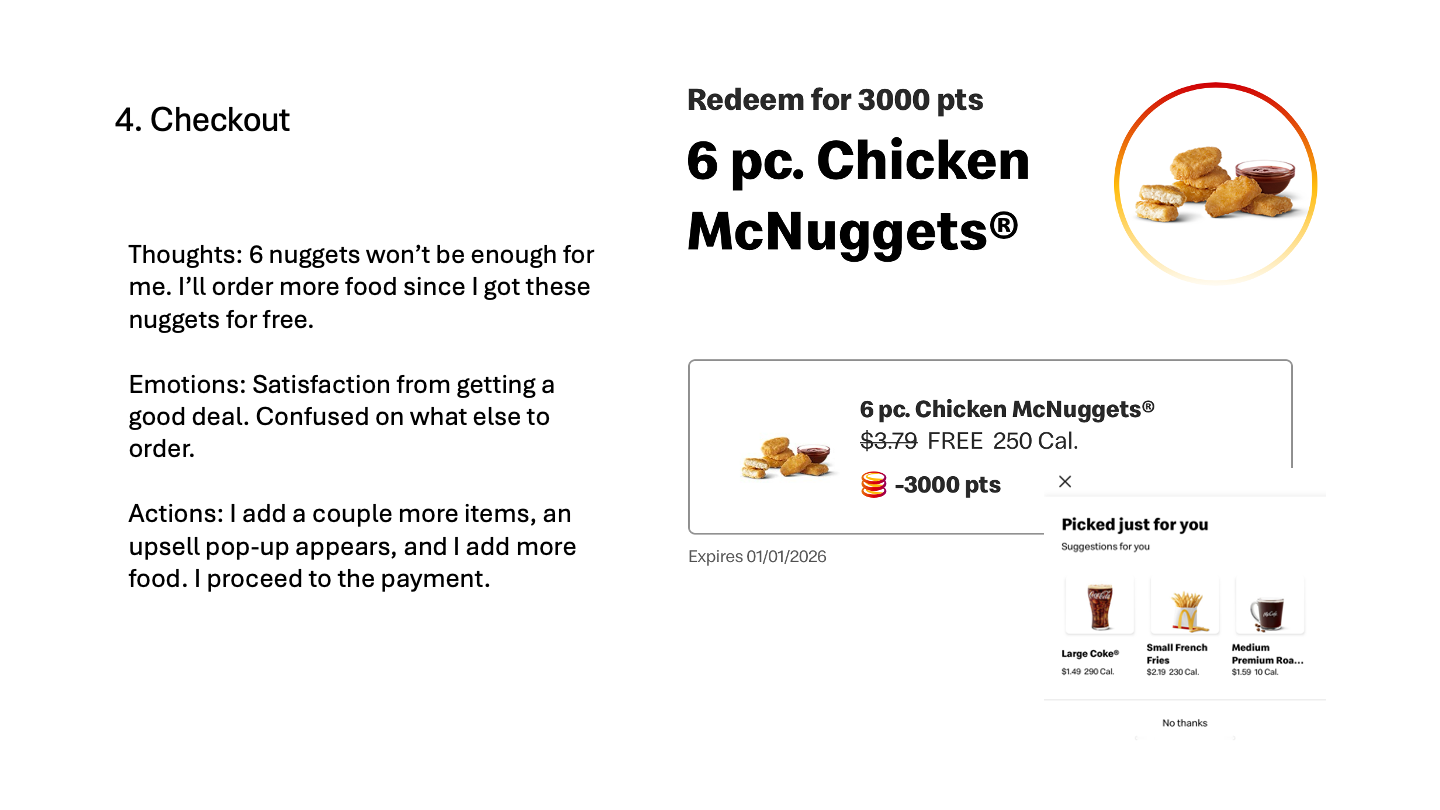 4. Checkout
Thoughts: 6 nuggets won’t be enough for
me. I’ll order more food since I got these
nuggets for free.
Emotions: Satisfaction from getting a
good deal. Confused on what else to
order.
Actions: I add a couple more items, an
upsell pop-up appears, and I add more
food. I proceed to the payment.
Redeem for 3000 pts
6 pc. Chicken
McNuggets®
6 pc. Chicken McNuggets®
$3.79 FREE 250 Cal.
-3000 pts
Expires 01/01/2026
Picked just for you
Suggestions for you
Large Coke®
$1.49 290 Cal.
Small French
Fries
$2.19 230 Cal.
Medium
Premium Roa...
$1.59 10 Cal.
No thanks